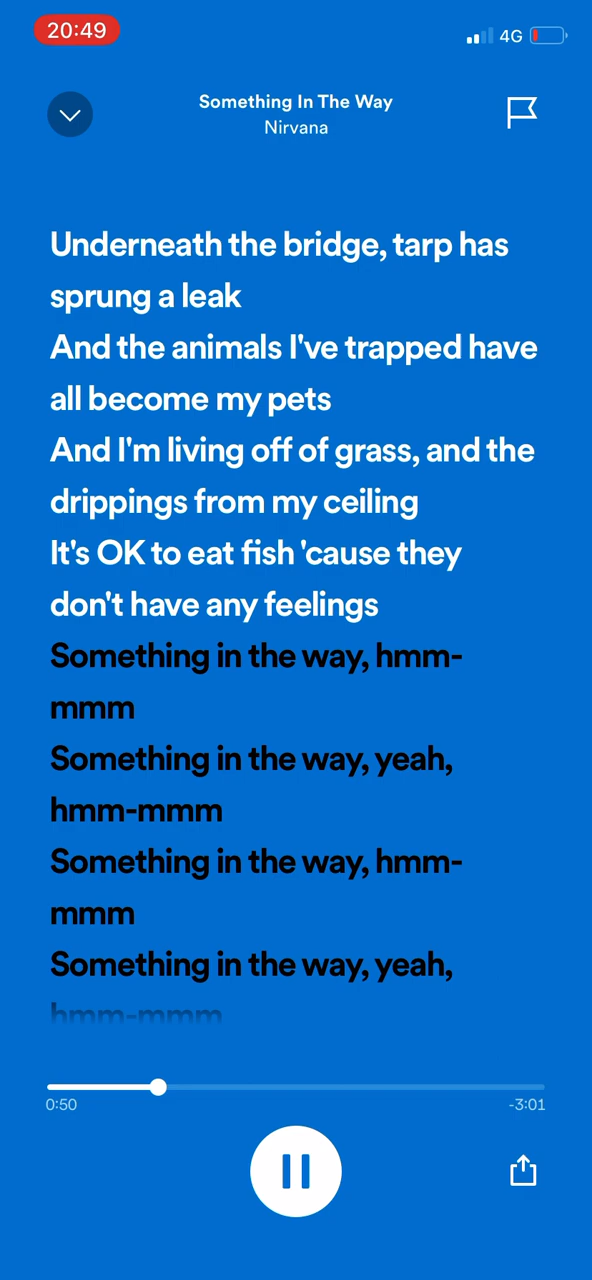 20:49
4G
Something In The Way
Nirvana
Underneath the bridge, tarp has
sprung a leak
And the animals I've trapped have
all become my pets
And I'm living off of grass, and the
drippings from my ceiling
It's OK to eat fish 'cause they
don't have any feelings
Something in the way, hmm-
mmm
Something in the way, yeah,
hmm-mmm
Something in the way, hmm-
mmm
Something in the way, yeah,
hmm-mmm
0:50
-3:01